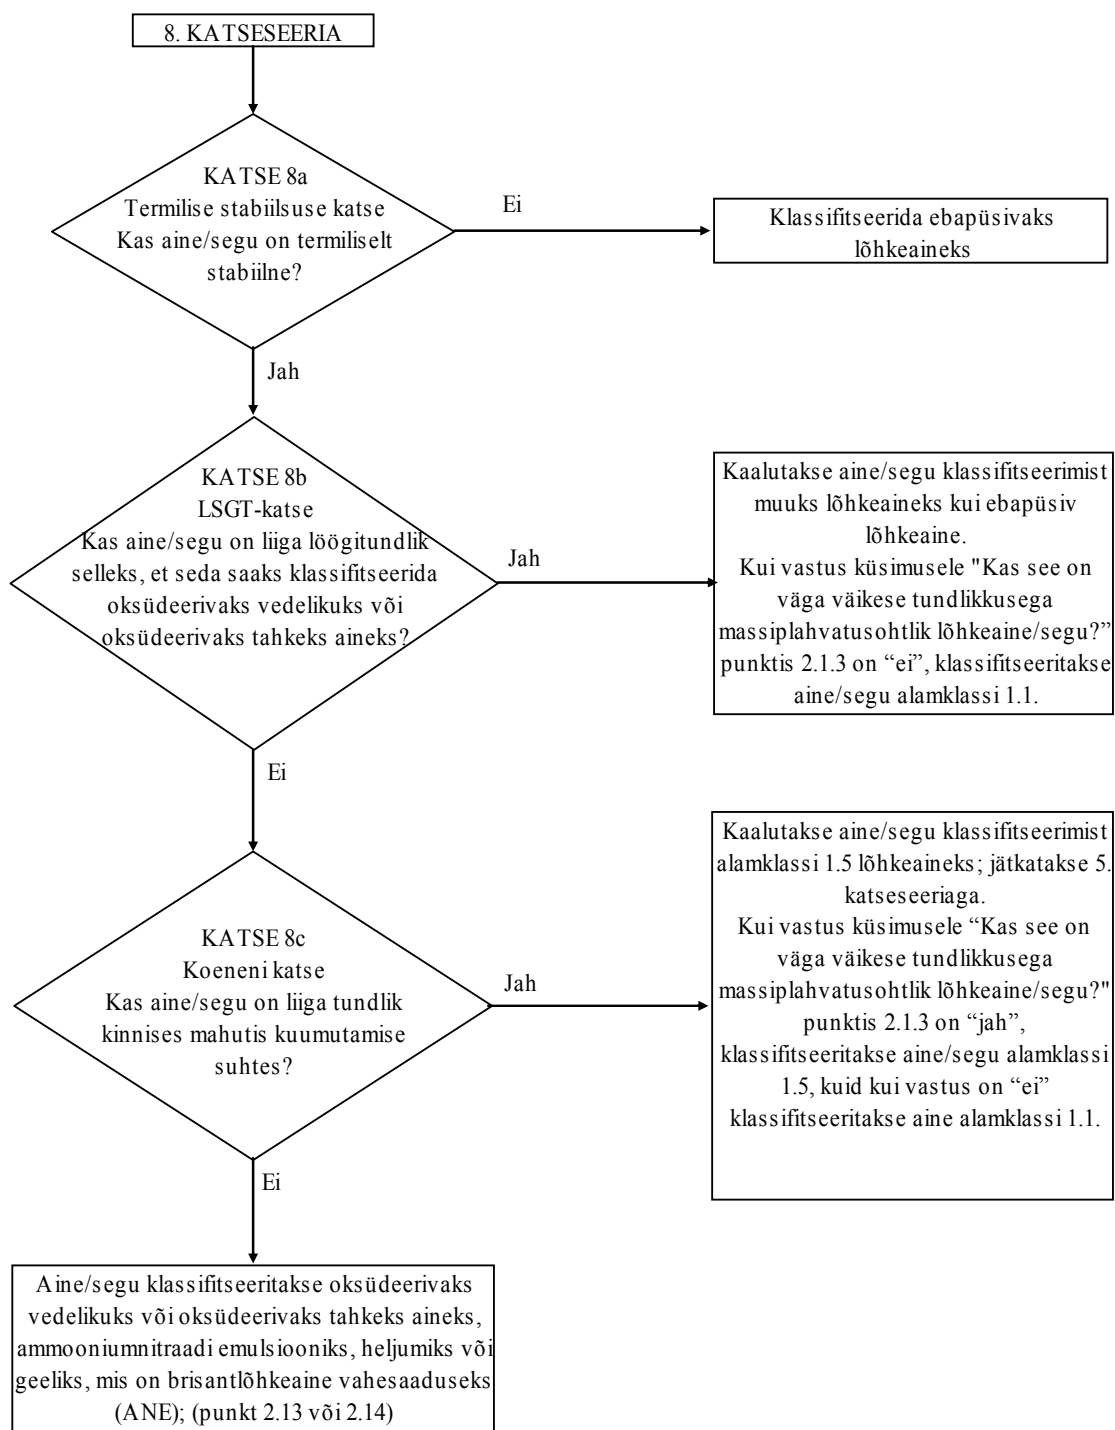 8. KATSESEERIA
KATSE 8a
Termilise stabiilsuse katse
Kas aine/segu on termiliselt
stabiilne?
Ei
Klassifitseerida ebapüsivaks
lõhkeaineks
Jah
KATSE 8b
LSGT-katse
Kas aine/segu on liiga löögitundlik
selleks, et seda saaks klassifitseerida
oksüdeerivaks vedelikuks või
oksüdeerivaks tahkeks aineks?
Jah
Kaalutakse aine/segu klassifitseerimist
muuks lõhkeaineks kui ebapüsiv
lõhkeaine.
Kui vastus küsimusele "Kas see on
väga väikese tundlikkusega
massiplahvatusohtlik lõhkeaine/segu?”
punktis 2.1.3 on “ei”, klassifitseeritakse
aine/segu alamklassi 1.1.
Ei
KATSE 8c
Koeneni katse
Kas aine/segu on liiga tundlik
kinnises mahutis kuumutamise
suhtes?
Jah
Kaalutakse aine/segu klassifitseerimist
alamklassi 1.5 lõhkeaineks; jätkatakse 5.
katseseeriaga.
Kui vastus küsimusele “Kas see on
väga väikese tundlikkusega
massiplahvatusohtlik lõhkeaine/segu?"
punktis 2.1.3 on “jah”,
klassifitseeritakse aine/segu alamklassi
1.5, kuid kui vastus on “ei”
klassifitseeritakse aine alamklassi 1.1.
Ei
Aine/segu klassifitseeritakse oksüdeerivaks
vedelikuks või oksüdeerivaks tahkeks aineks,
ammooniumnitraadi emulsiooniks, heljumiks või
geeliks, mis on brisantlõhkeaine vahesaaduseks
(ANE); (punkt 2.13 või 2.14)